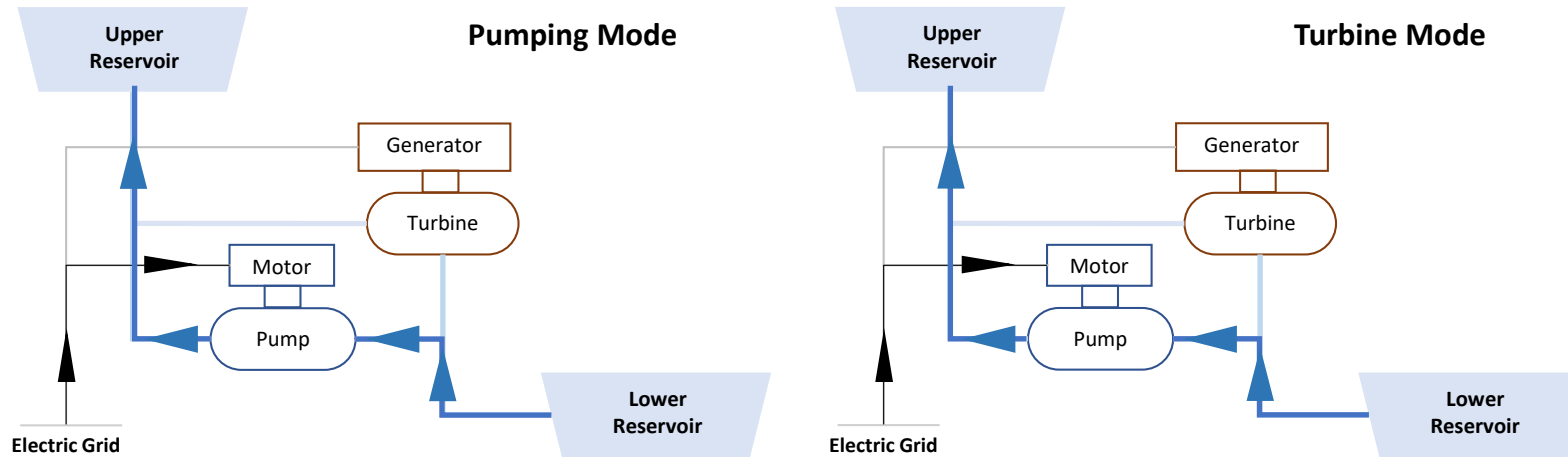 Upper
Reservoir
Pumping Mode
Generator
Turbine
Motor
Pump
Lower
Reservoir
Electric Grid
Upper
Reservoir
Turbine Mode
Generator
Turbine
Motor
Pump
Lower
Reservoir
Electric Grid